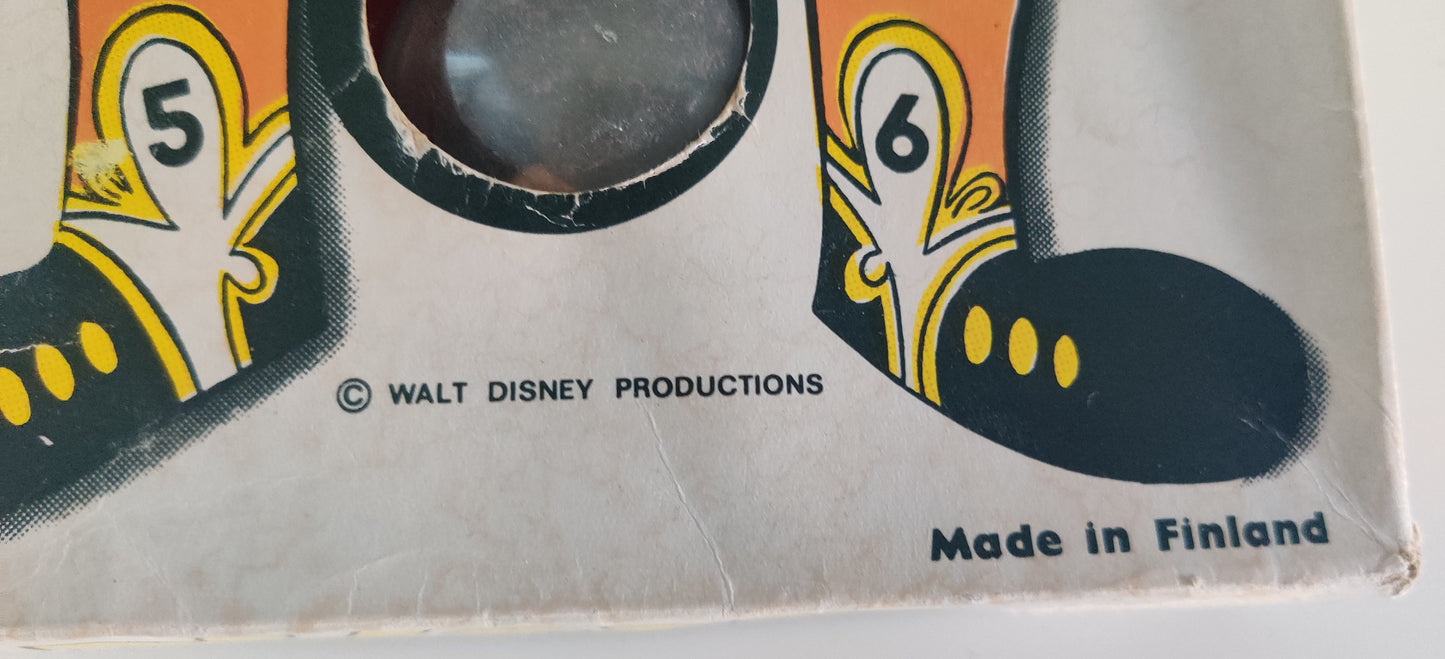 5
6
© WALT DISNEY PRODUCTIONS
Made in Finland